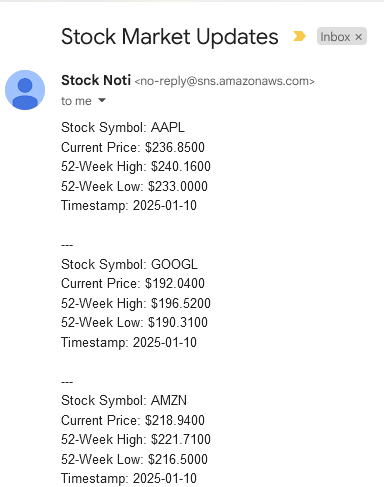 Stock Market Updates Inbox ×
Stock Noti <no-reply@sns.amazonaws.com>
to me
Stock Symbol: AAPL
Current Price: $236.8500
52-Week High: $240.1600
52-Week Low: $233.0000
Timestamp: 2025-01-10
---
Stock Symbol: GOOGL
Current Price: $192.0400
52-Week High: $196.5200
52-Week Low: $190.3100
Timestamp: 2025-01-10
---
Stock Symbol: AMZN
Current Price: $218.9400
52-Week High: $221.7100
52-Week Low: $216.5000
Timestamp: 2025-01-10